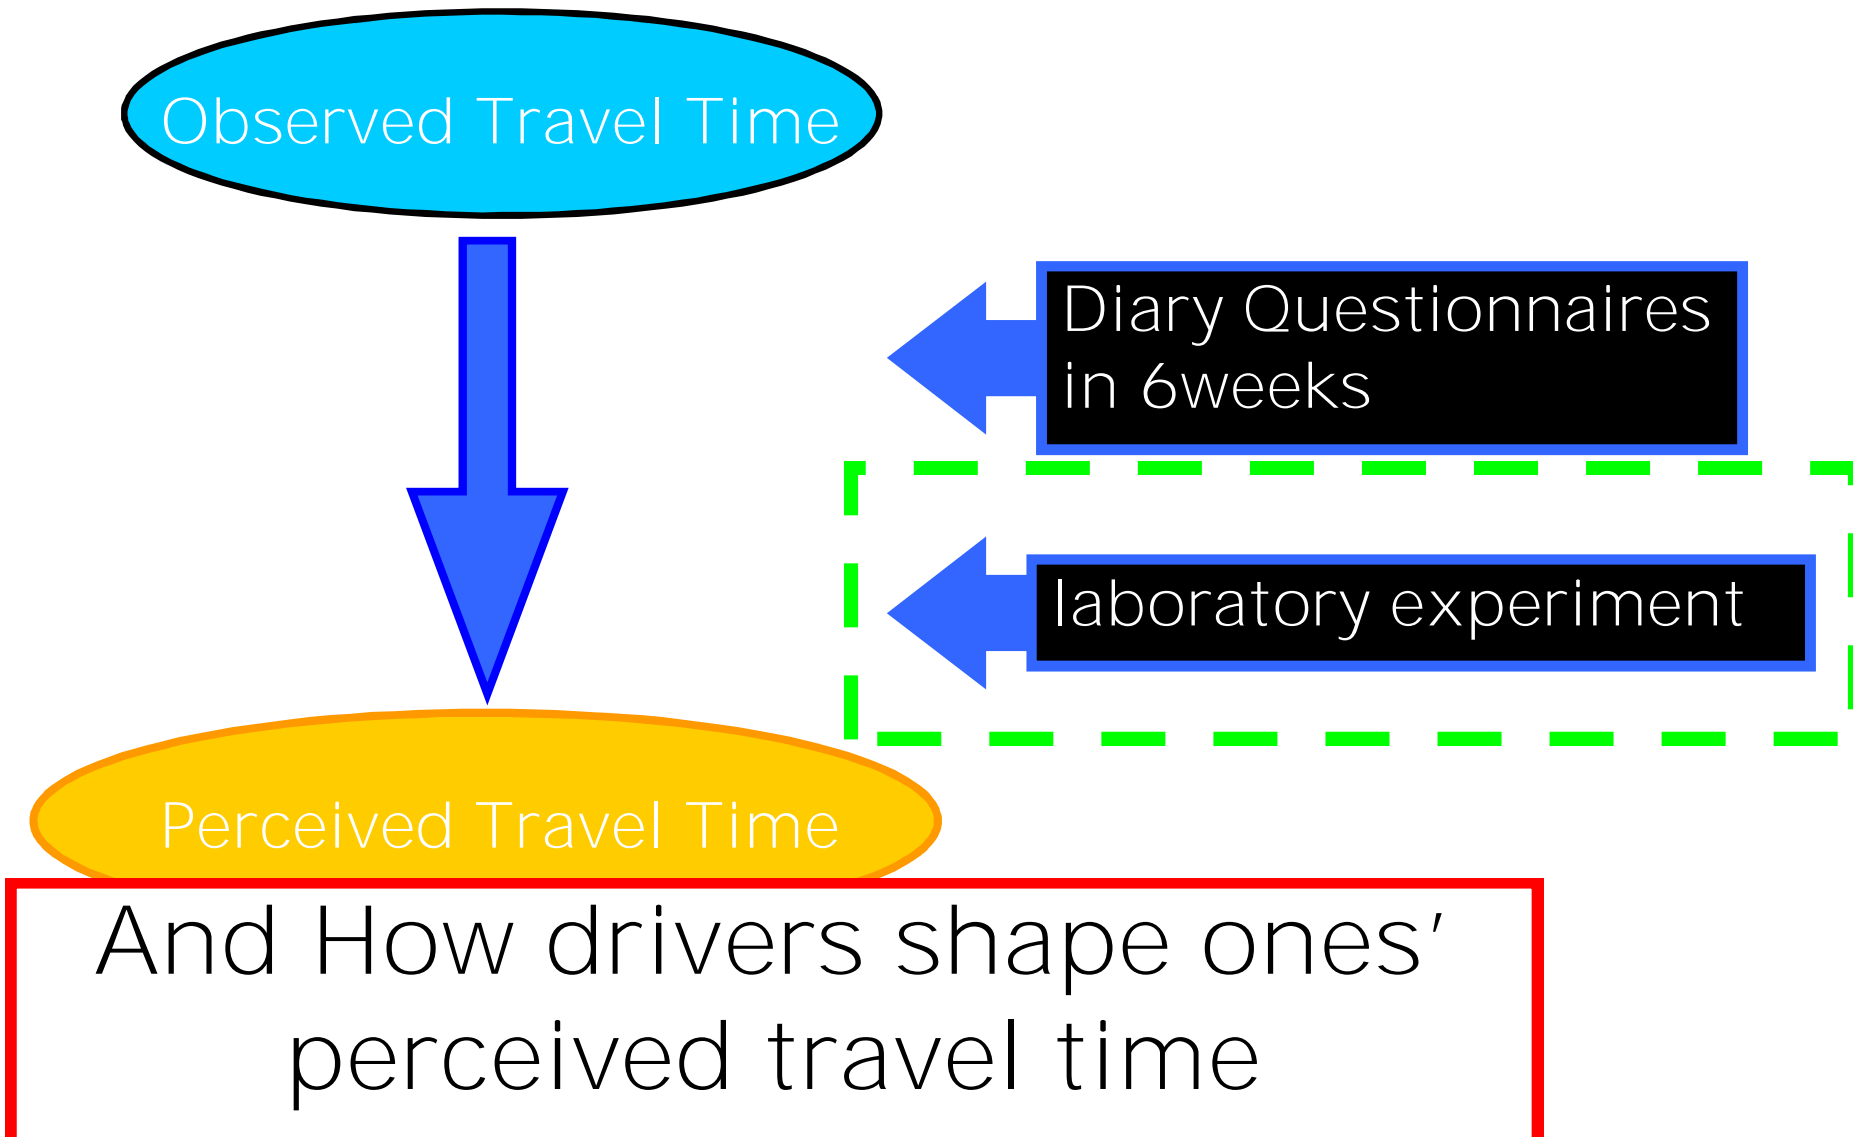 Observed Travel Time
Diary Questionnaires
in 6weeks
laboratory experiment
Perceived Travel Time
And How drivers shape ones’
perceived travel time